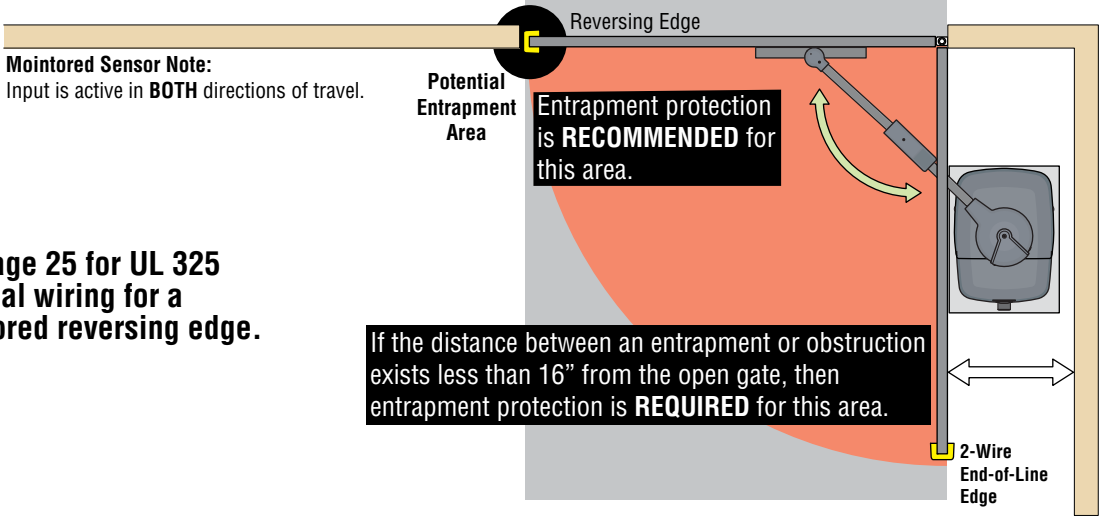 Reversing Edge
Mointored Sensor Note:
Input is active in BOTH directions of travel.
Potential
Entrapment
Area
Entrapment protection
is RECOMMENDED for
this area.
age 25 for UL 325
al wiring for a
ored reversing edge.
If the distance between an entrapment or obstruction
exists less than 16” from the open gate, then
entrapment protection is REQUIRED for this area.
2-Wire
End-of-Line
Edge